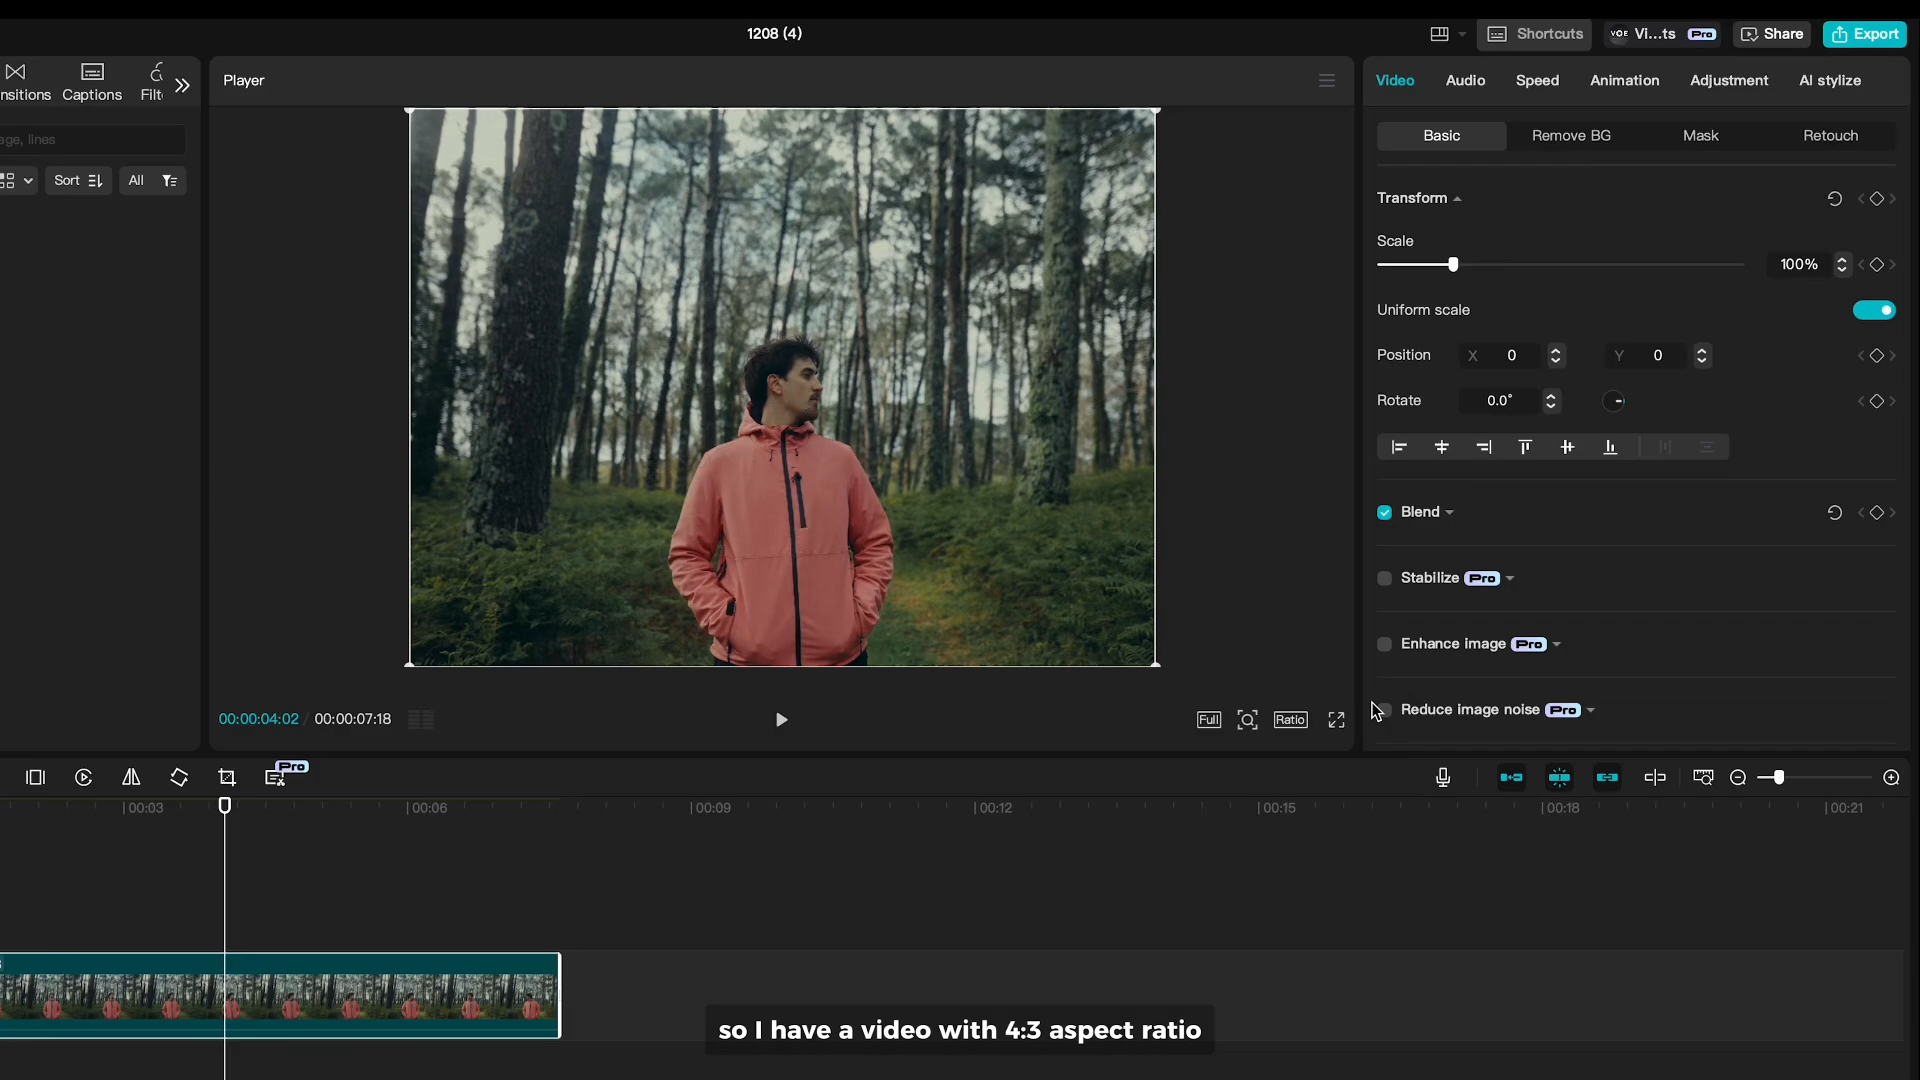 1208 (4)
Shortcuts
VOE Vi...ts Pro
Share
Export
nsitions
Captions
Filt
Player
Video
Audio
Speed
Animation
Adjustment
AI stylize
age, lines
Basic
Remove BG
Mask
Retouch
Sort
All
Transform
Scale
100%
Uniform scale
Position X 0 Y 0
Rotate 0.0°
Blend
Stabilize Pro
Enhance image Pro
Reduce image noise Pro
00:00:04:02 / 00:00:07:18
Full
Ratio
Pro
00:03
00:06
00:09
00:12
00:15
00:18
00:21
so I have a video with 4:3 aspect ratio